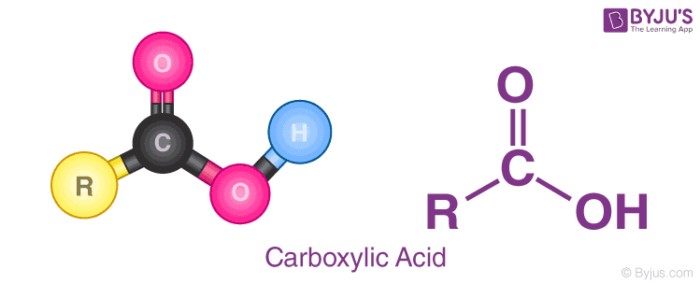 BYJU'S
The Learning App
O
C
H
R
O
O
C
R
OH
Carboxylic Acid
© Byjus.com